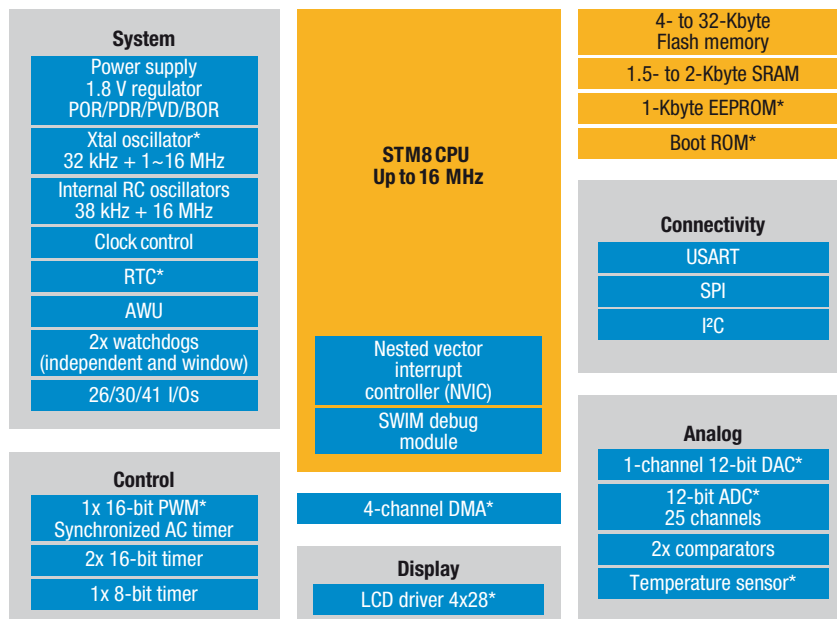 System
Power supply
1.8 V regulator
POR/PDR/PVD/BOR
Xtal oscillator*
32 kHz + 1~16 MHz
Internal RC oscillators
38 kHz + 16 MHz
Clock control
RTC*
AWU
2x watchdogs
(independent and window)
26/30/41 I/Os
Control
1x 16-bit PWM*
Synchronized AC timer
2x 16-bit timer
1x 8-bit timer
STM8 CPU
Up to 16 MHz
Nested vector
interrupt
controller (NVIC)
SWIM debug
module
4-channel DMA*
Display
LCD driver 4x28*
4- to 32-Kbyte
Flash memory
1.5- to 2-Kbyte SRAM
1-Kbyte EEPROM*
Boot ROM*
Connectivity
USART
SPI
I²C
Analog
1-channel 12-bit DAC*
12-bit ADC*
25 channels
2x comparators
Temperature sensor*